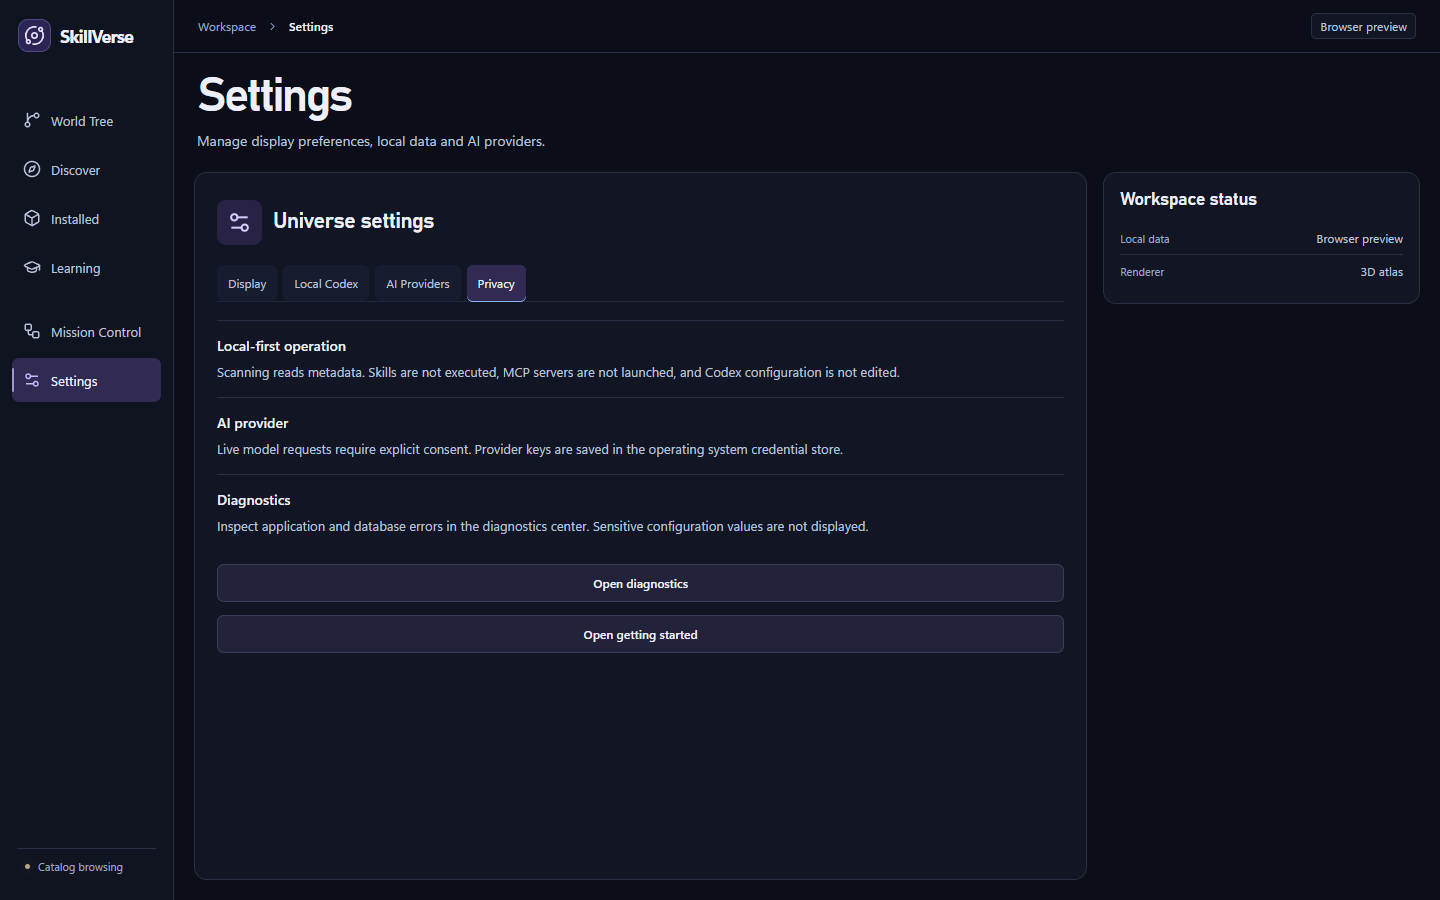 SkillVerse
World Tree
Discover
Installed
Learning
Mission Control
Settings
Catalog browsing
Workspace > Settings
Browser preview
Settings
Manage display preferences, local data and AI providers.
Universe settings
Display
Local Codex
AI Providers
Privacy
Local-first operation
Scanning reads metadata. Skills are not executed, MCP servers are not launched, and Codex configuration is not edited.
AI provider
Live model requests require explicit consent. Provider keys are saved in the operating system credential store.
Diagnostics
Inspect application and database errors in the diagnostics center. Sensitive configuration values are not displayed.
Open diagnostics
Open getting started
Workspace status
Local data Browser preview
Renderer 3D atlas